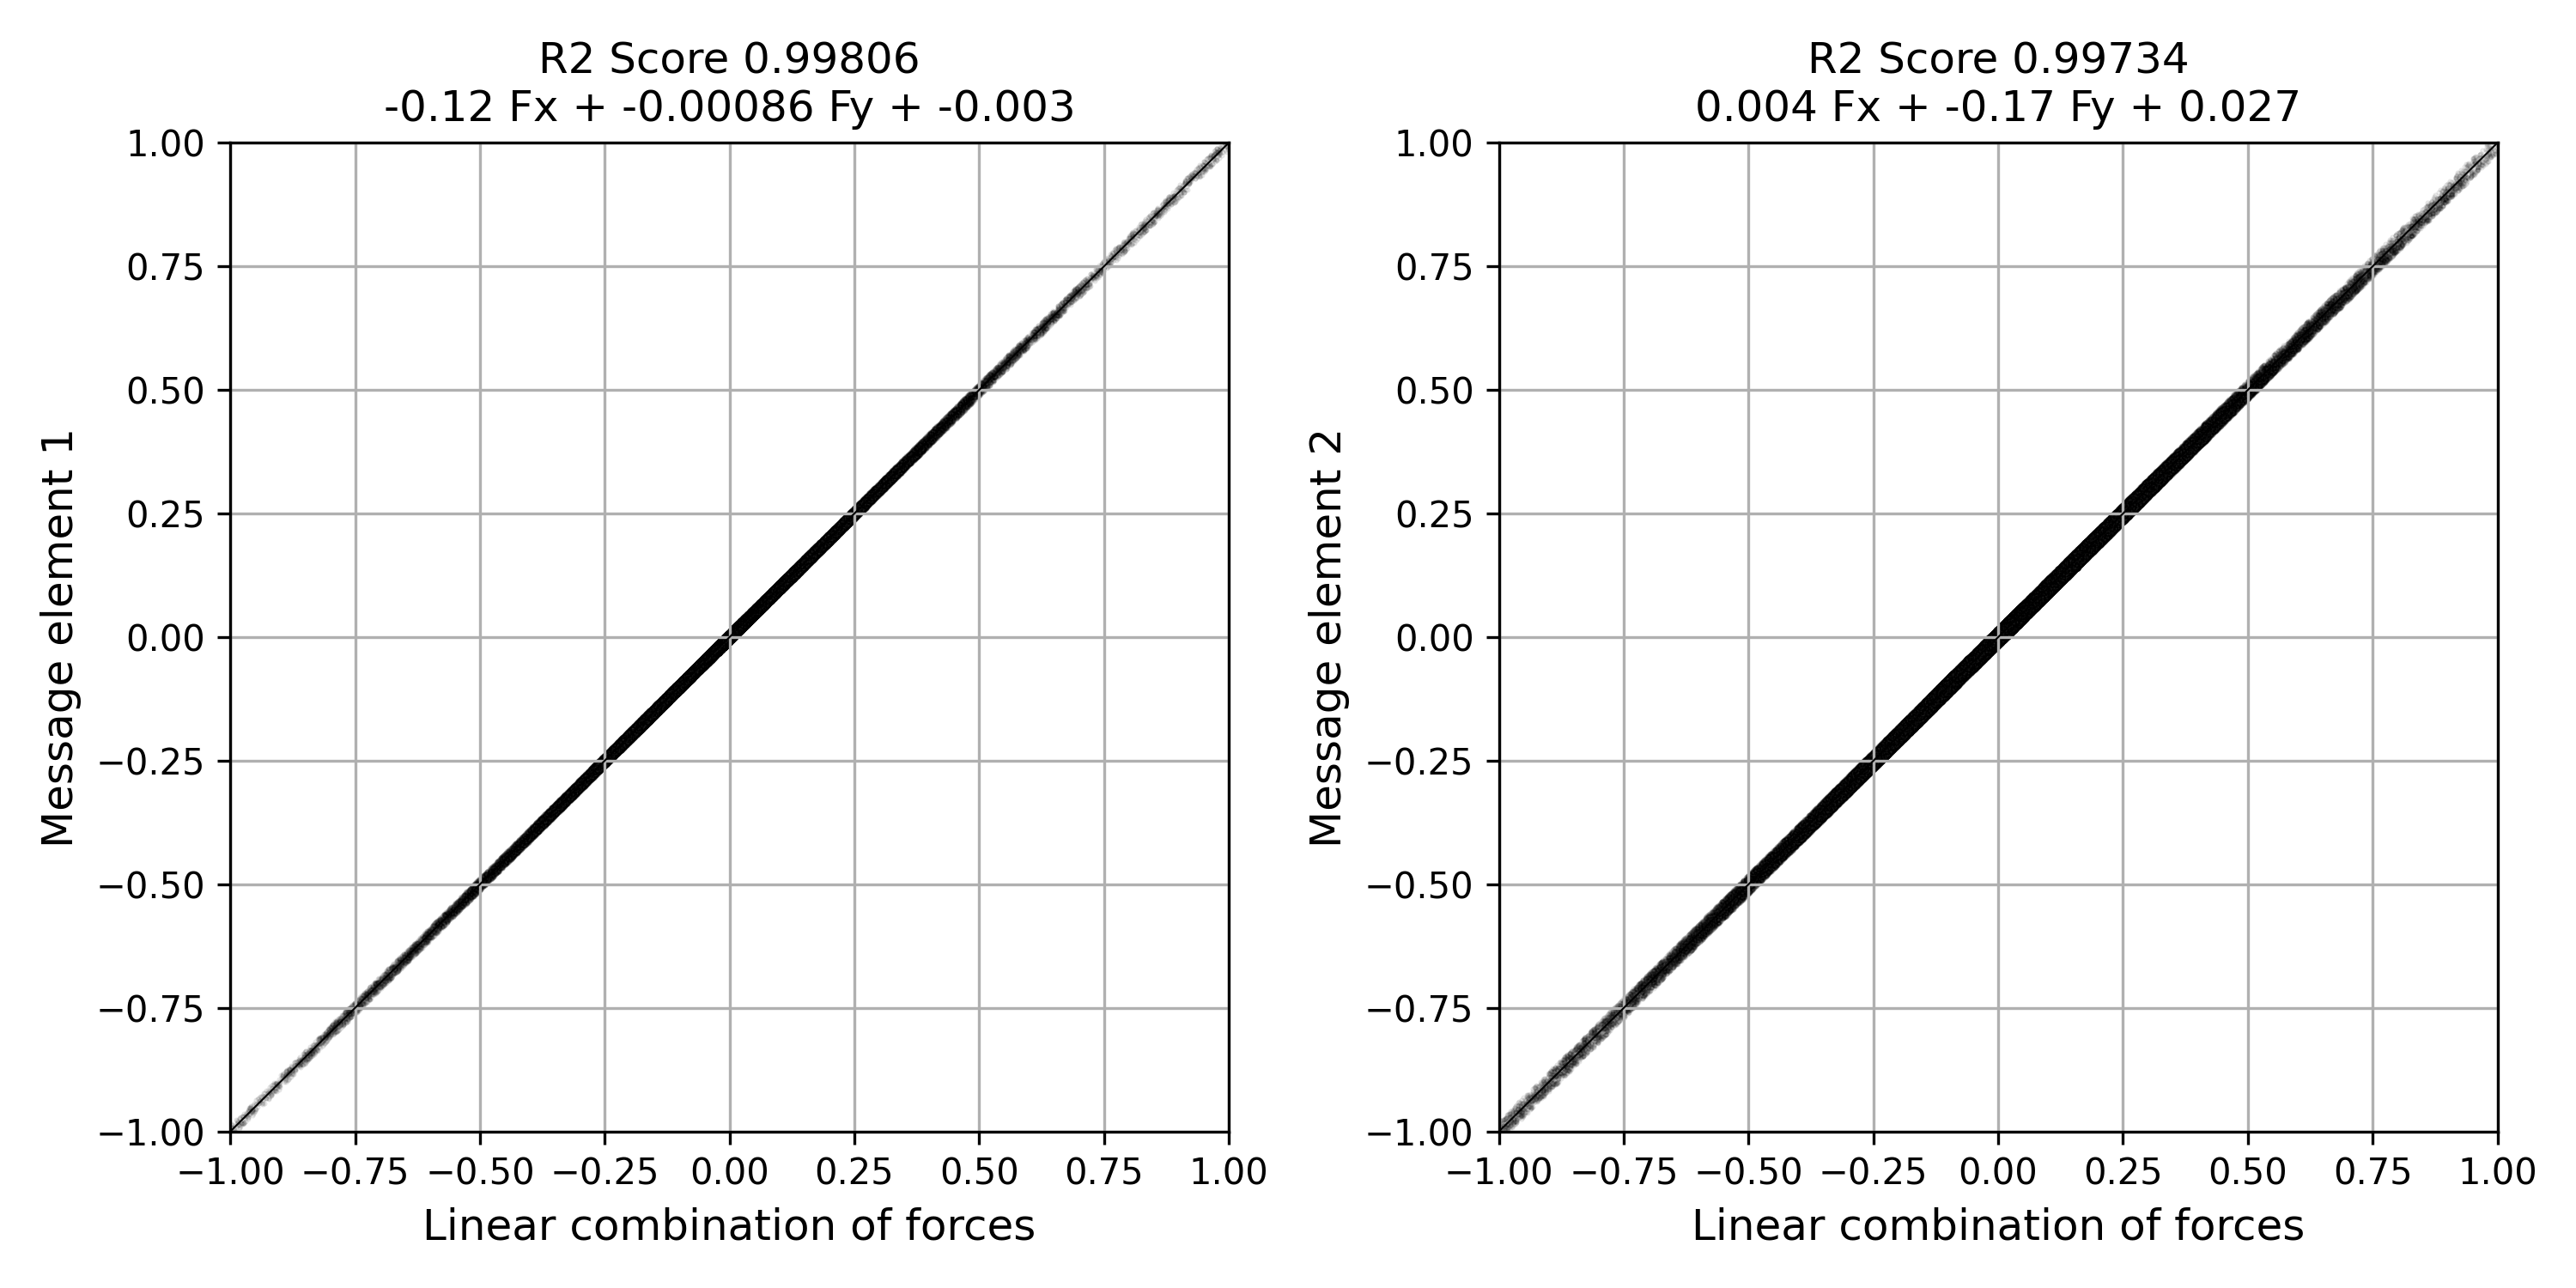 R2 Score 0.99806
-0.12 Fx + -0.00086 Fy + -0.003
1.00
0.75
0.50
0.25
0.00
−0.25
−0.50
−0.75
−1.00
Message element 1
−1.00 −0.75 −0.50 −0.25 0.00 0.25 0.50 0.75 1.00
Linear combination of forces
R2 Score 0.99734
0.004 Fx + -0.17 Fy + 0.027
1.00
0.75
0.50
0.25
0.00
−0.25
−0.50
−0.75
−1.00
Message element 2
−1.00 −0.75 −0.50 −0.25 0.00 0.25 0.50 0.75 1.00
Linear combination of forces